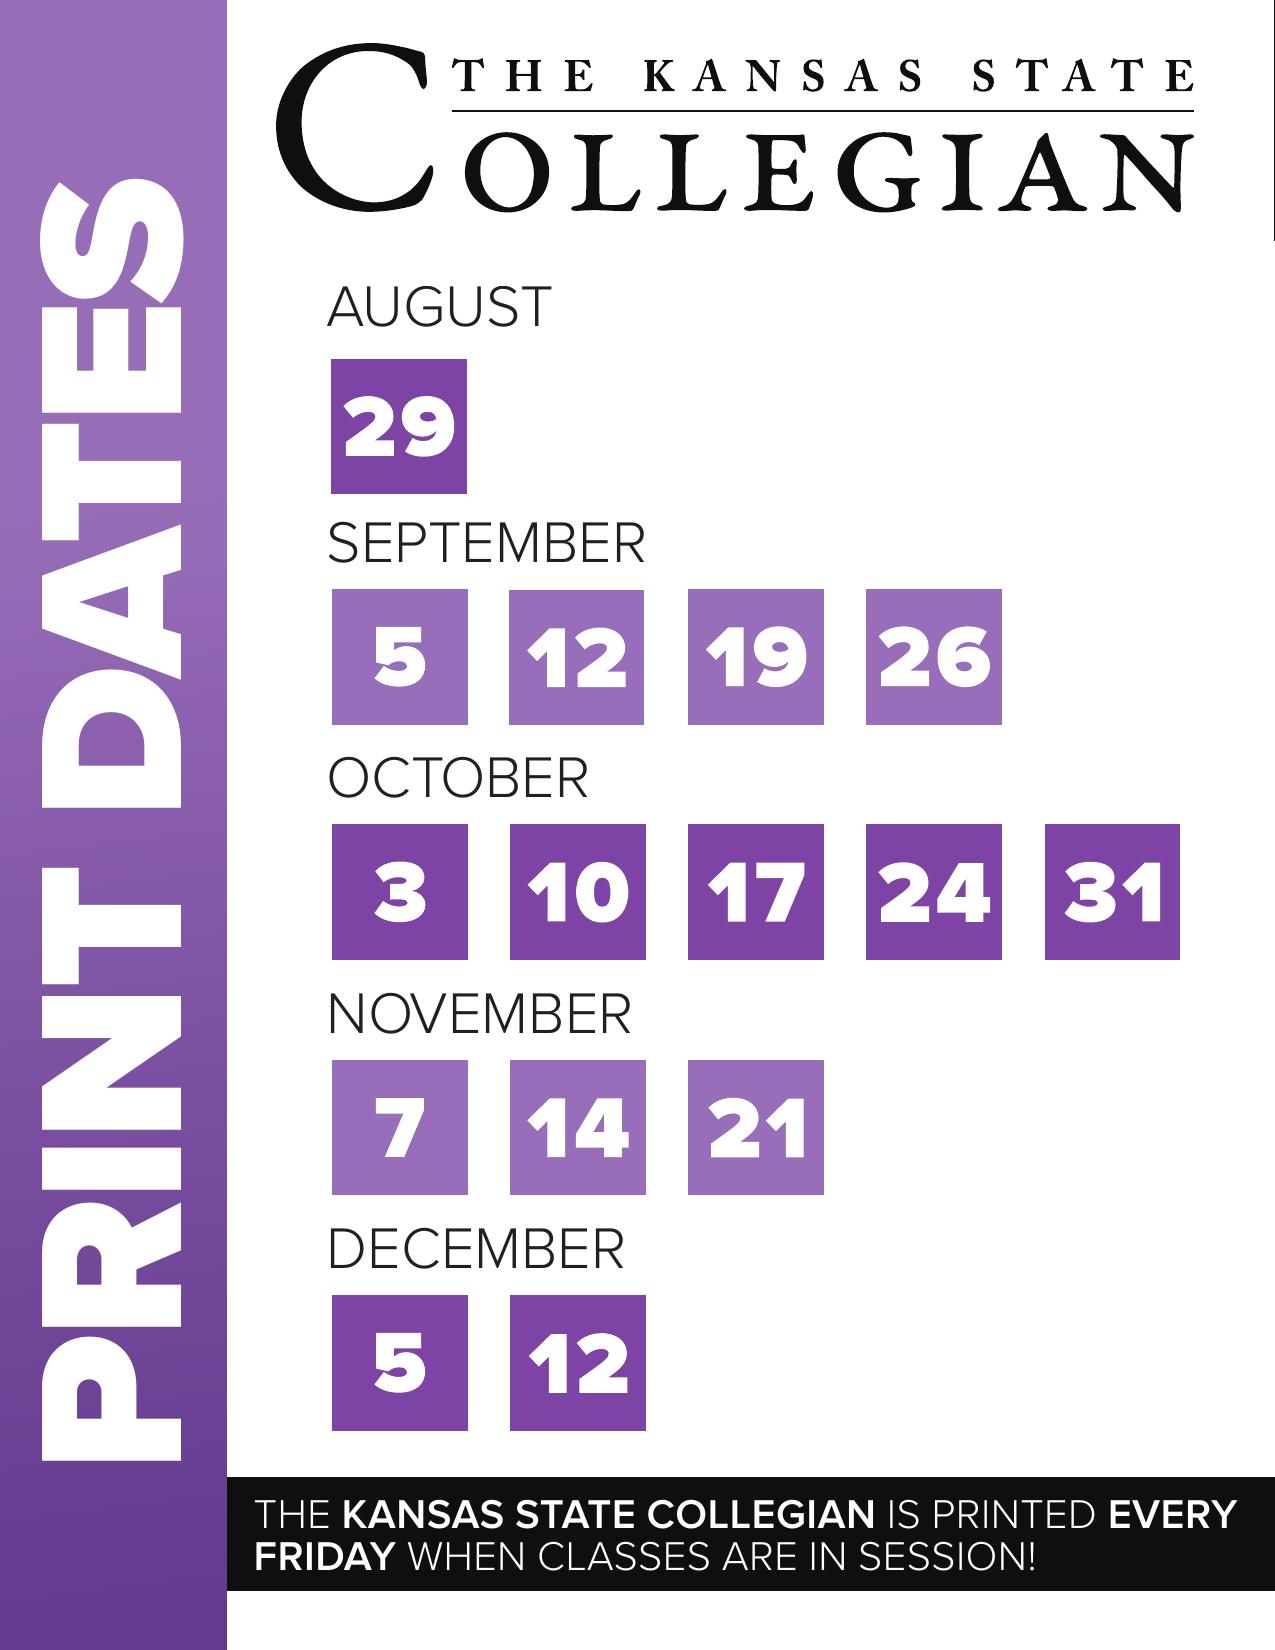 PRINT DATES
THE KANSAS STATE
COLLEGIAN
AUGUST
29
SEPTEMBER
5 12 19 26
OCTOBER
3 10 17 24 31
NOVEMBER
7 14 21
DECEMBER
5 12
THE KANSAS STATE COLLEGIAN IS PRINTED EVERY
FRIDAY WHEN CLASSES ARE IN SESSION!